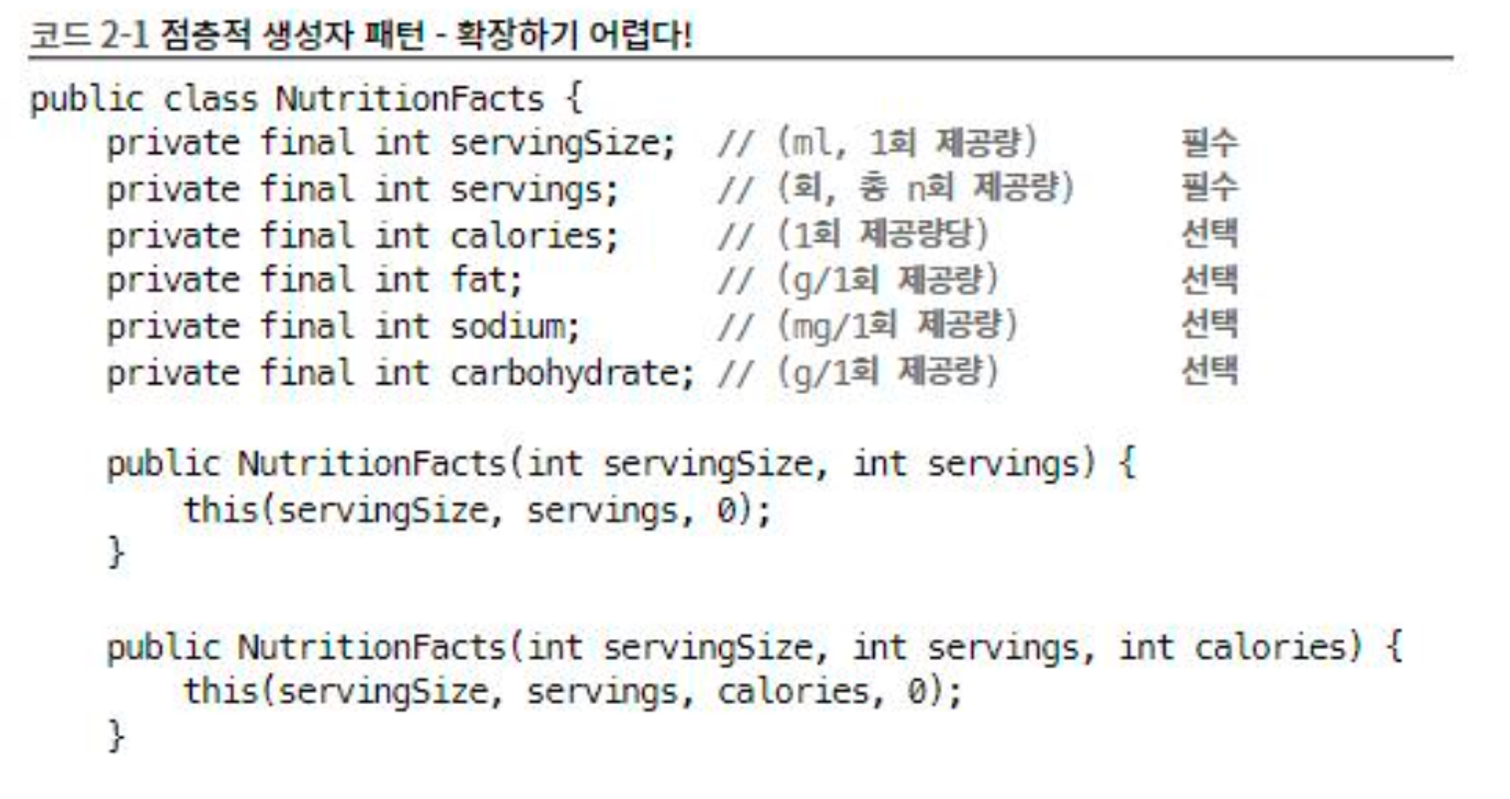 코드 2-1 점층적 생성자 패턴 - 확장하기 어렵다!
public class NutritionFacts {
    private final int servingSize;  // (ml, 1회 제공량)       필수
    private final int servings;     // (회, 총 n회 제공량)     필수
    private final int calories;     // (1회 제공량당)          선택
    private final int fat;          // (g/1회 제공량)          선택
    private final int sodium;       // (mg/1회 제공량)         선택
    private final int carbohydrate; // (g/1회 제공량)          선택
    public NutritionFacts(int servingSize, int servings) {
        this(servingSize, servings, 0);
    }
    public NutritionFacts(int servingSize, int servings, int calories) {
        this(servingSize, servings, calories, 0);
    }